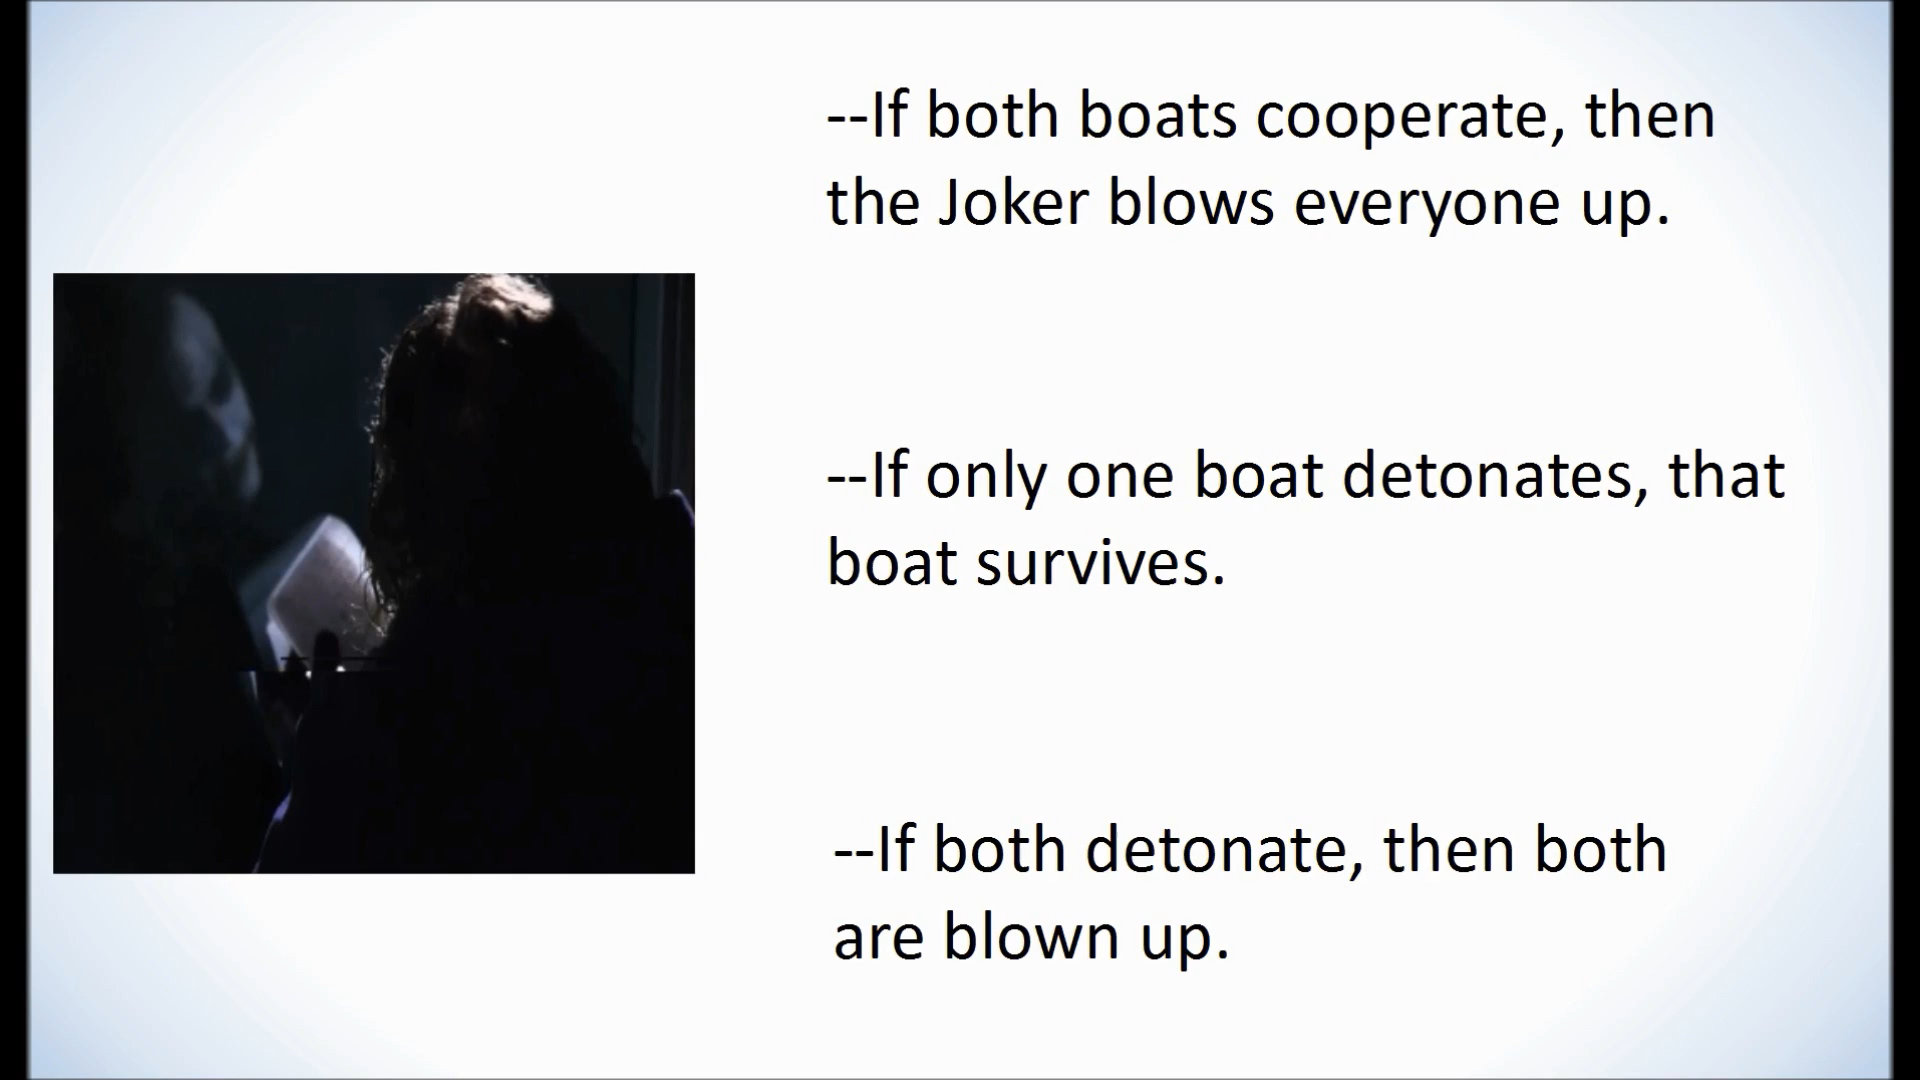 --If both boats cooperate, then
the Joker blows everyone up.
--If only one boat detonates, that
boat survives.
--If both detonate, then both
are blown up.